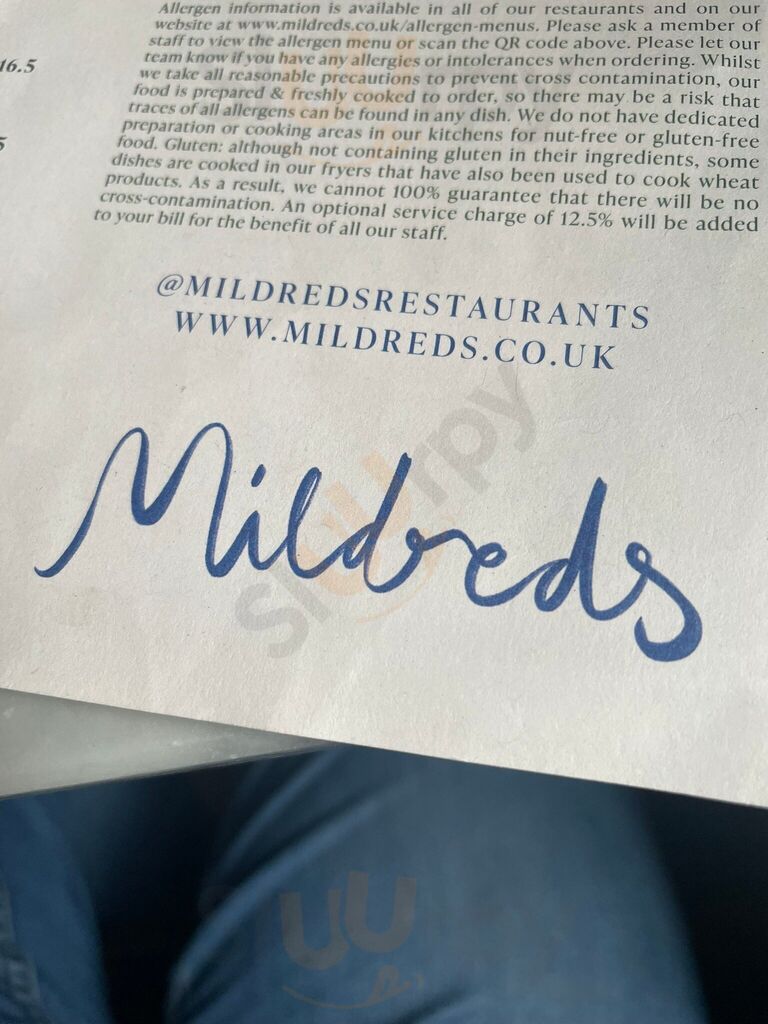 Allergen information is available in all of our restaurants and on our
website at www.mildreds.co.uk/allergen-menus. Please ask a member of
staff to view the allergen menu or scan the QR code above. Please let our
team know if you have any allergies or intolerances when ordering. Whilst
16.5
we take all reasonable precautions to prevent cross contamination, our
food is prepared & freshly cooked to order, so there may be a risk that
traces of all allergens can be found in any dish. We do not have dedicated
preparation or cooking areas in our kitchens for nut-free or gluten-free
food. Gluten: although not containing gluten in their ingredients, some
dishes are cooked in our fryers that have also been used to cook wheat
products. As a result, we cannot 100% guarantee that there will be no
cross-contamination. An optional service charge of 12.5% will be added
to your bill for the benefit of all our staff.
@MILDREDSRESTAURANTS
WWW.MILDREDS.CO.UK
Mildreds
Sluurpy